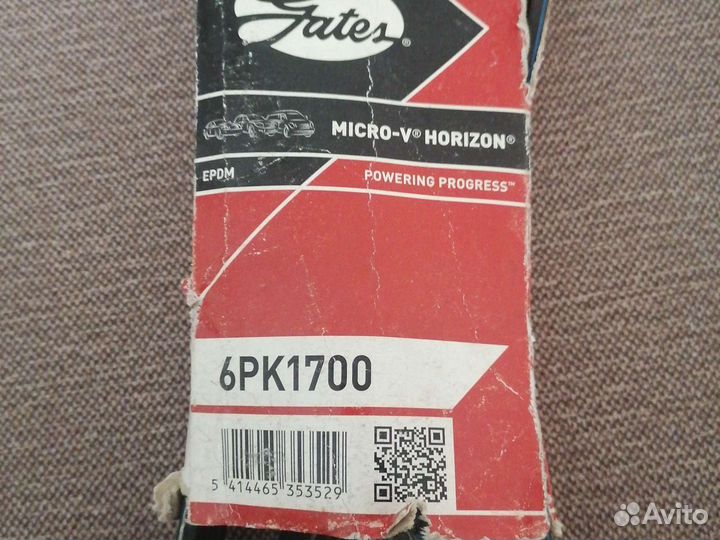 Gates®
MICRO-V® HORIZON®
EPDM
POWERING PROGRESS™
6PK1700
5 414465 353529
Avito